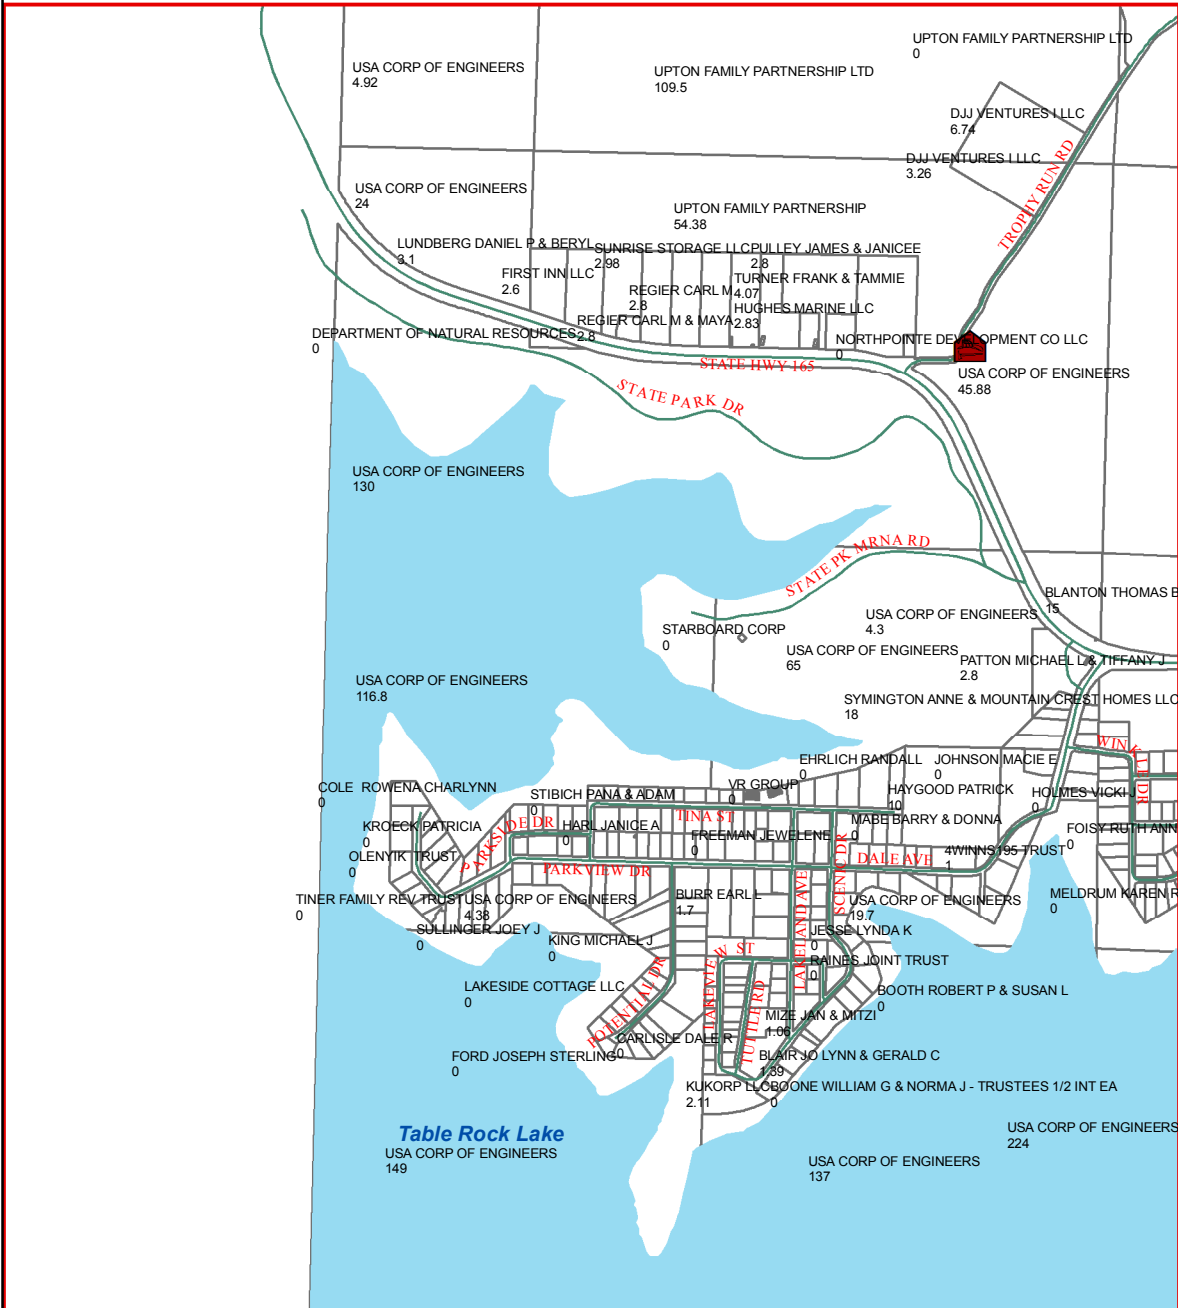 UPTON FAMILY PARTNERSHIP LTD
0
USA CORP OF ENGINEERS
4.92
UPTON FAMILY PARTNERSHIP LTD
109.5
DJJ VENTURES I LLC
6.74
DJJ VENTURES I LLC
3.26
TROPHY RUN RD
USA CORP OF ENGINEERS
24
UPTON FAMILY PARTNERSHIP
54.38
LUNDBERG DANIEL P & BERYL
3.1
SUNRISE STORAGE LLC
2.98
PULLEY JAMES & JANICEE
2.8
FIRST INN LLC
2.6
TURNER FRANK & TAMMIE
4.07
REGIER CARL M
2.8
HUGHES MARINE LLC
2.83
REGIER CARL M & MAYA
2.8
DEPARTMENT OF NATURAL RESOURCES
0
NORTHPOINTE DEVELOPMENT CO LLC
0
STATE HWY 165
USA CORP OF ENGINEERS
45.88
STATE PARK DR
USA CORP OF ENGINEERS
130
STATE PK MRNA RD
BLANTON THOMAS B
15
USA CORP OF ENGINEERS
4.3
STARBOARD CORP
0
USA CORP OF ENGINEERS
65
PATTON MICHAEL L & TIFFANY J
2.8
USA CORP OF ENGINEERS
116.8
SYMINGTON ANNE & MOUNTAIN CREST HOMES LLC
18
WINKLE DR
EHRLICH RANDALL
0
JOHNSON MACIE E
0
COLE ROWENA CHARLYNN
0
VR GROUP
0
STIBICH PANA & ADAM
0
HAYGOOD PATRICK
10
HOLMES VICKI J
0
TINA ST
KROECK PATRICIA
0
PARKSIDE DR
HARL JANICE A
0
FREEMAN JEWELENE
0
MABE BARRY & DONNA
0
FOISY RUTH ANN
0
OLENYIK TRUST
0
PARKVIEW DR
SCENIC DR
DALE AVE
4WINNS195 TRUST
1
TINER FAMILY REV TRUST
0
USA CORP OF ENGINEERS
4.38
BURR EARL L
1.7
LAKELAND AVE
USA CORP OF ENGINEERS
19.7
MELDRUM KAREN R
0
SULLINGER JOEY J
0
KING MICHAEL J
0
JESSE LYNDA K
0
LAKEVIEW ST
RAINES JOINT TRUST
0
LAKESIDE COTTAGE LLC
0
POTENTIAL DR
TUTTLE RD
BOOTH ROBERT P & SUSAN L
0
MIZE JAN & MITZI
1.06
CARLISLE DALE R
0
FORD JOSEPH STERLING
0
BLAIR JO LYNN & GERALD C
1.39
KUKORP LLC
2.11
BOONE WILLIAM G & NORMA J - TRUSTEES 1/2 INT EA
0
Table Rock Lake
USA CORP OF ENGINEERS
149
USA CORP OF ENGINEERS
224
USA CORP OF ENGINEERS
137